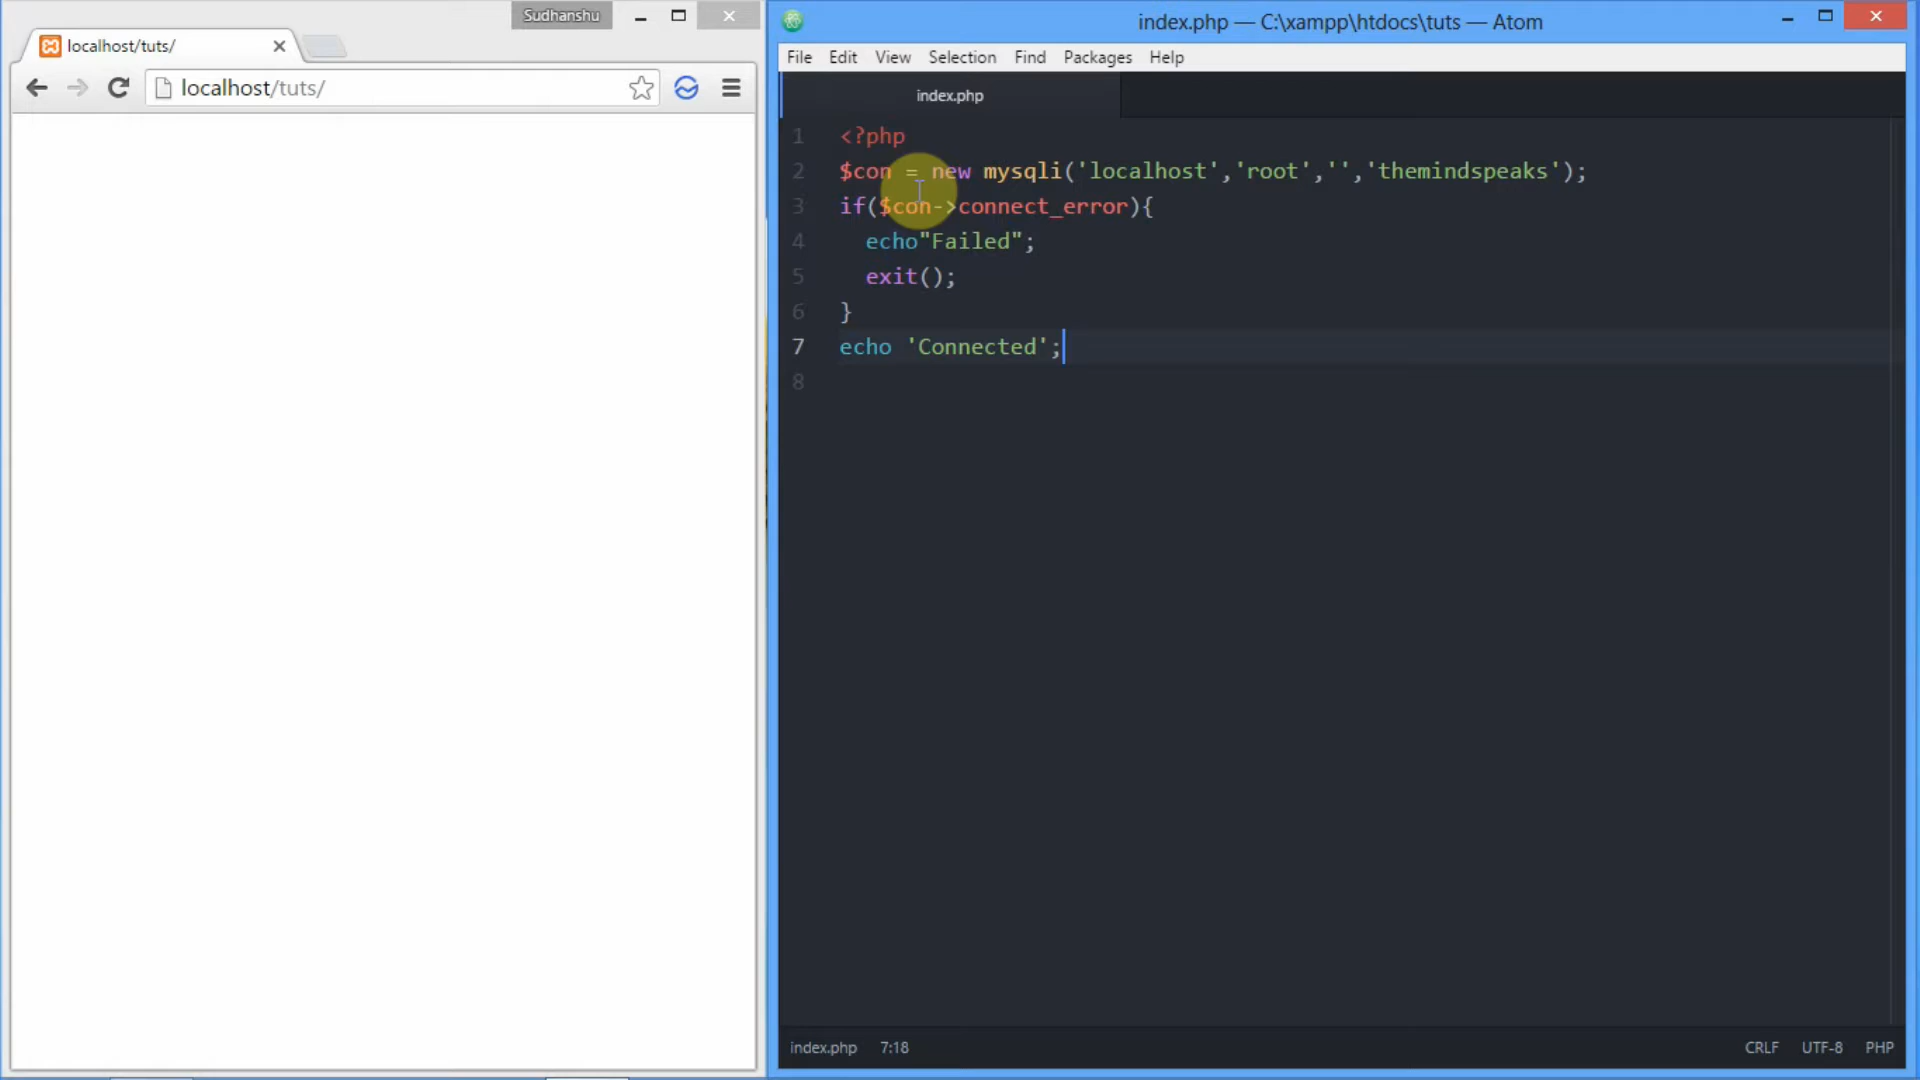 Sudhanshu
localhost/tuts/
localhost/tuts/
index.php — C:\xampp\htdocs\tuts — Atom
File Edit View Selection Find Packages Help
index.php
1 <?php
2 $con = new mysqli('localhost','root','','themindspeaks');
3 if($con->connect_error){
4 echo"Failed";
5 exit();
6 }
7 echo 'Connected';
8
index.php 7:18 CRLF UTF-8 PHP